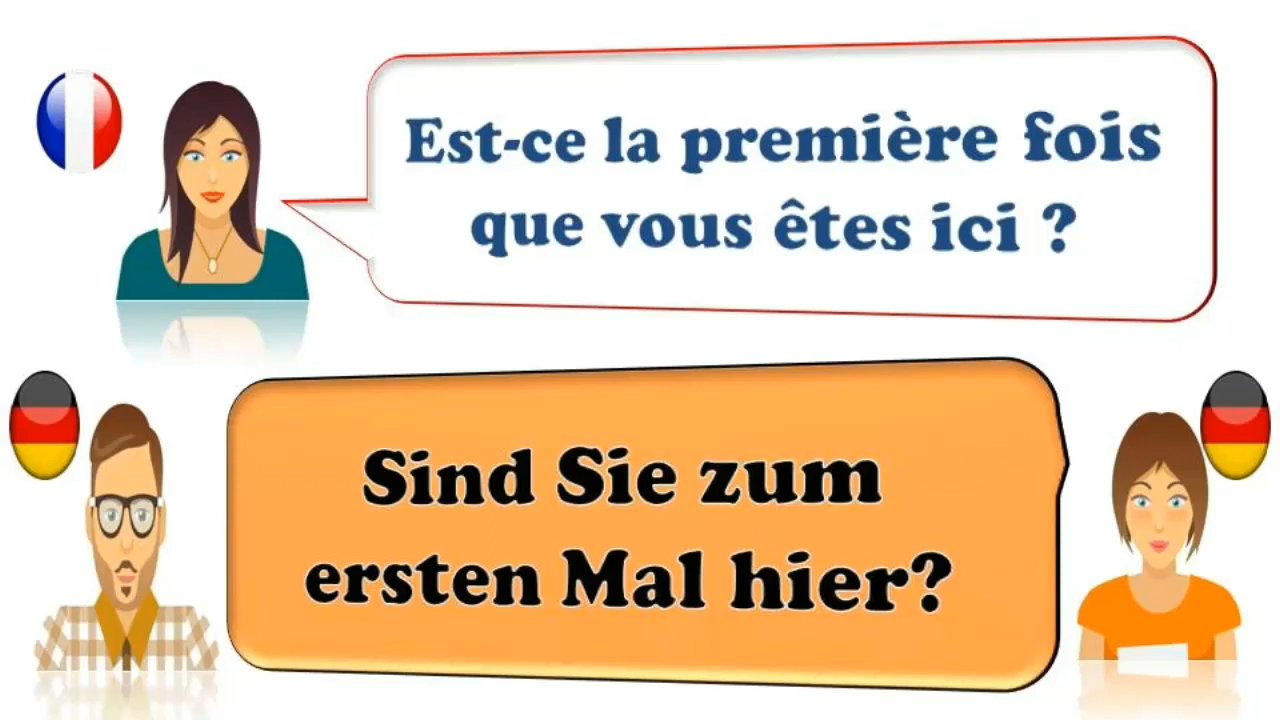 Est-ce la première fois
que vous êtes ici ?
Sind Sie zum
ersten Mal hier?